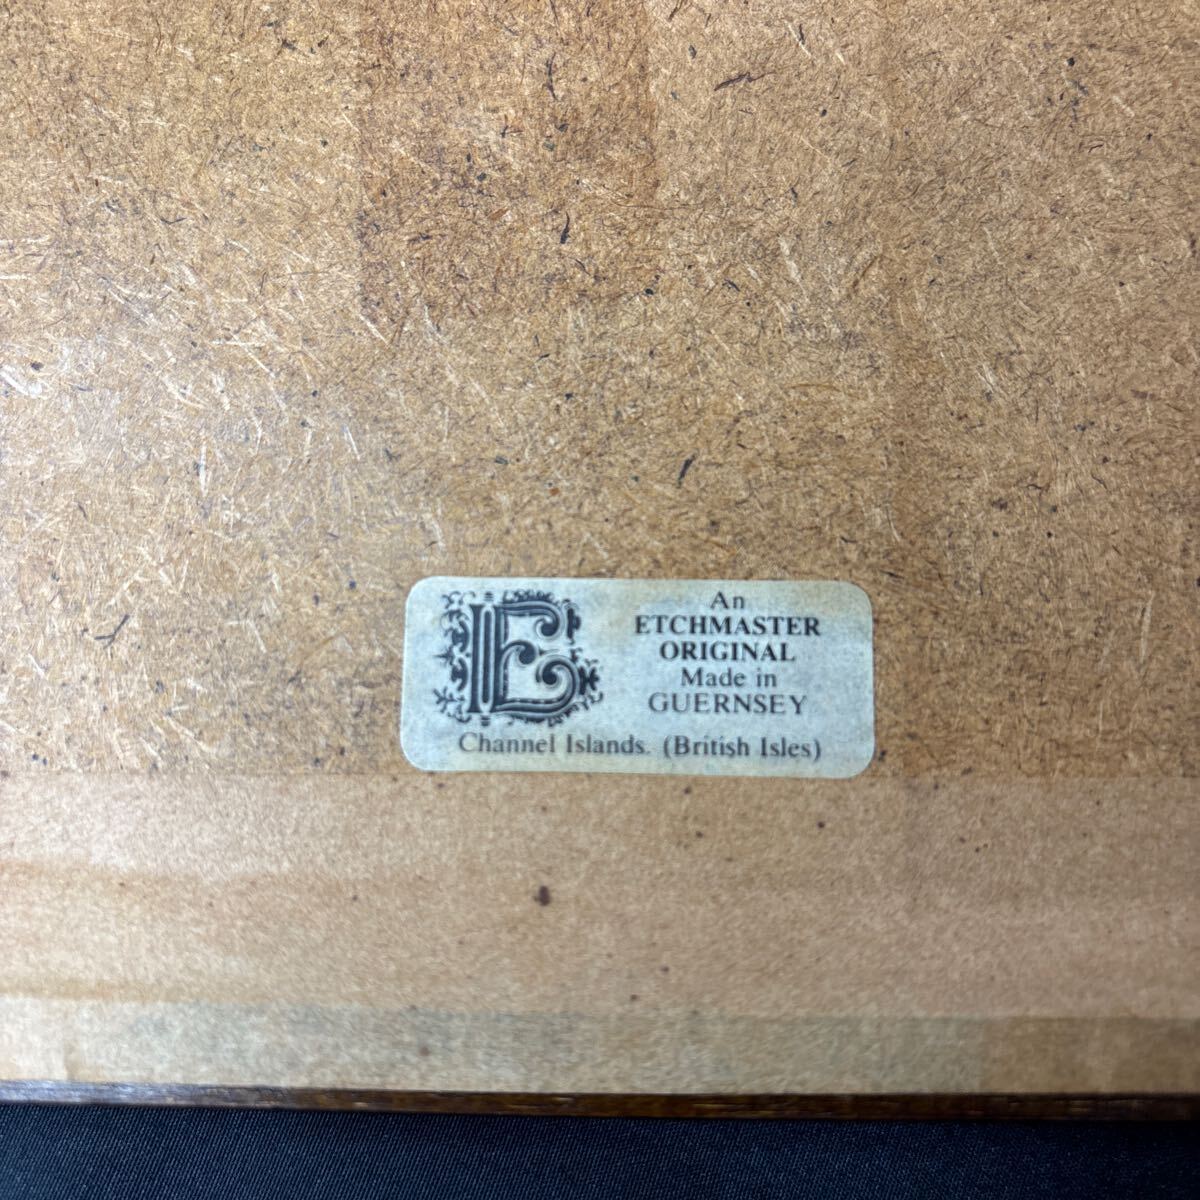 E
An
ETCHMASTER
ORIGINAL
Made in
GUERNSEY
Channel Islands. (British Isles)